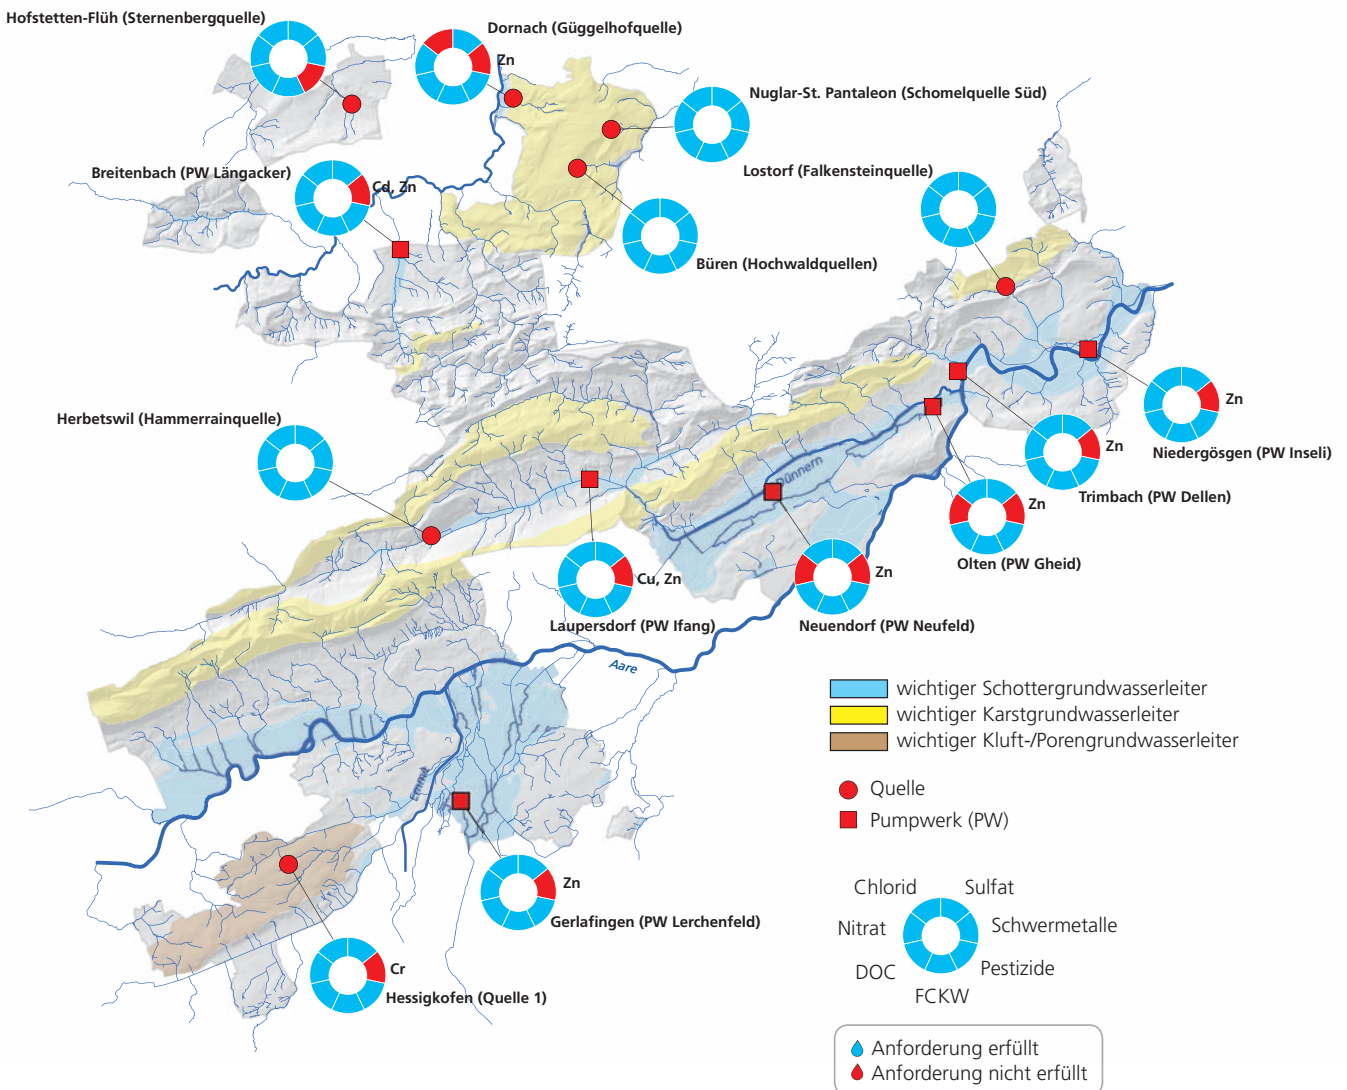 Hofstetten-Flüh (Sternenbergquelle)
Dornach (Güggelhofquelle)
Zn
Nuglar-St. Pantaleon (Schomelquelle Süd)
Breitenbach (PW Längacker)
Cd, Zn
Lostorf (Falkensteinquelle)
Büren (Hochwaldquellen)
Herbetswil (Hammerrainquelle)
Zn
Niedergösgen (PW Inseli)
Zn
Trimbach (PW Dellen)
Dünnern
Zn
Olten (PW Gheid)
Cu, Zn
Laupersdorf (PW Ifang)
Zn
Neuendorf (PW Neufeld)
Aare
Emme
wichtiger Schottergrundwasserleiter
wichtiger Karstgrundwasserleiter
wichtiger Kluft-/Porengrundwasserleiter
Quelle
Pumpwerk (PW)
Zn
Gerlafingen (PW Lerchenfeld)
Cr
Hessigkofen (Quelle 1)
Chlorid
Sulfat
Nitrat
Schwermetalle
DOC
Pestizide
FCKW
Anforderung erfüllt
Anforderung nicht erfüllt